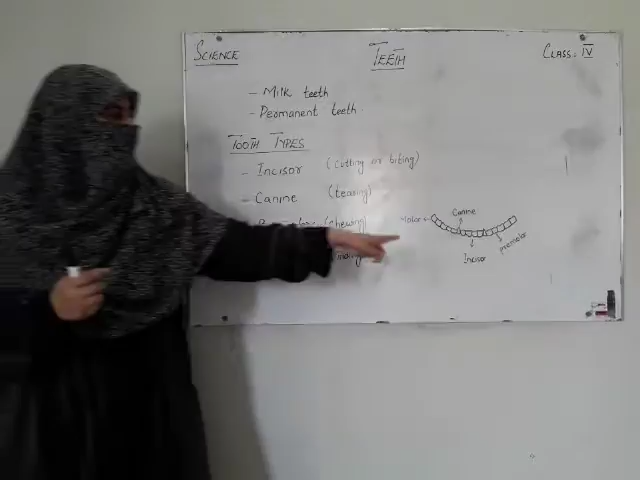 SCIENCE TEETH CLASS: IV
- Milk teeth
- Permanent teeth
TOOTH TYPES
- Incisor (cutting or biting)
- Canine (tearing)
(chewing)
Canine
Molar
premolar
Incisor